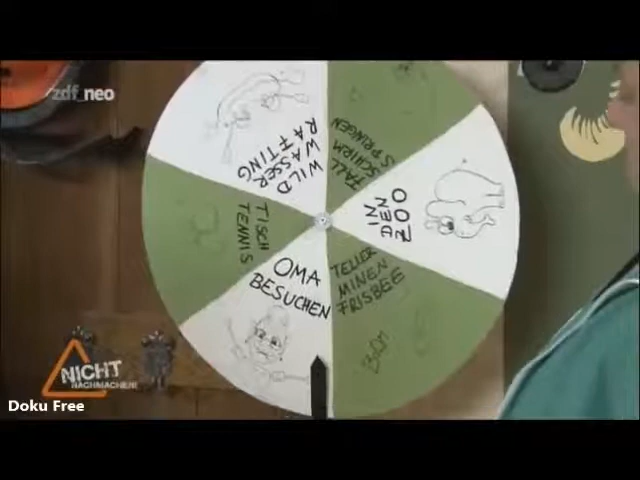 zdf_neo
WILD
WASSER
RAFTING
FALL
SCHIRM
SPRINGEN
IN
DEN
ZOO
TISCH
TENNIS
OMA
BESUCHEN
TELLER
MINEN
FRISBEE
BOM
NICHT
NACHMACHEN!
Doku Free